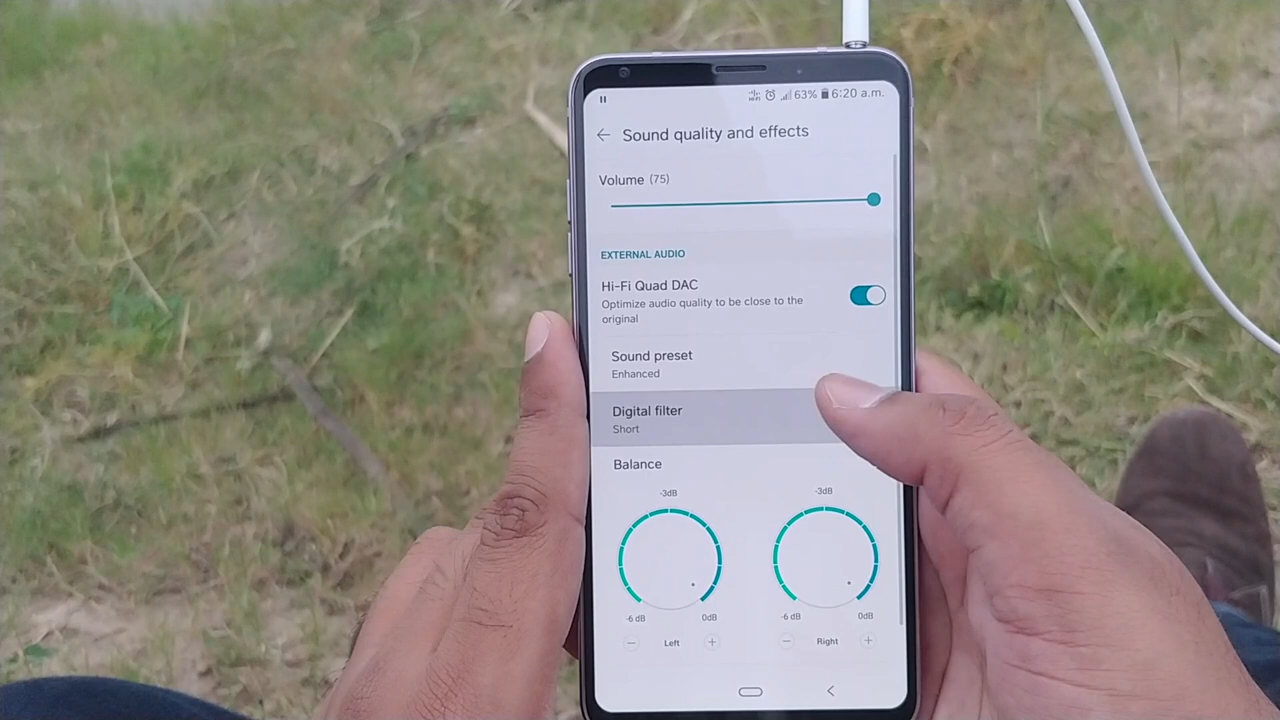 63% 6:20 a.m.
Sound quality and effects
Volume (75)
EXTERNAL AUDIO
Hi-Fi Quad DAC
Optimize audio quality to be close to the
original
Sound preset
Enhanced
Digital filter
Short
Balance
-3dB -3dB
-6 dB 0dB -6 dB 0dB
− Left + − Right +